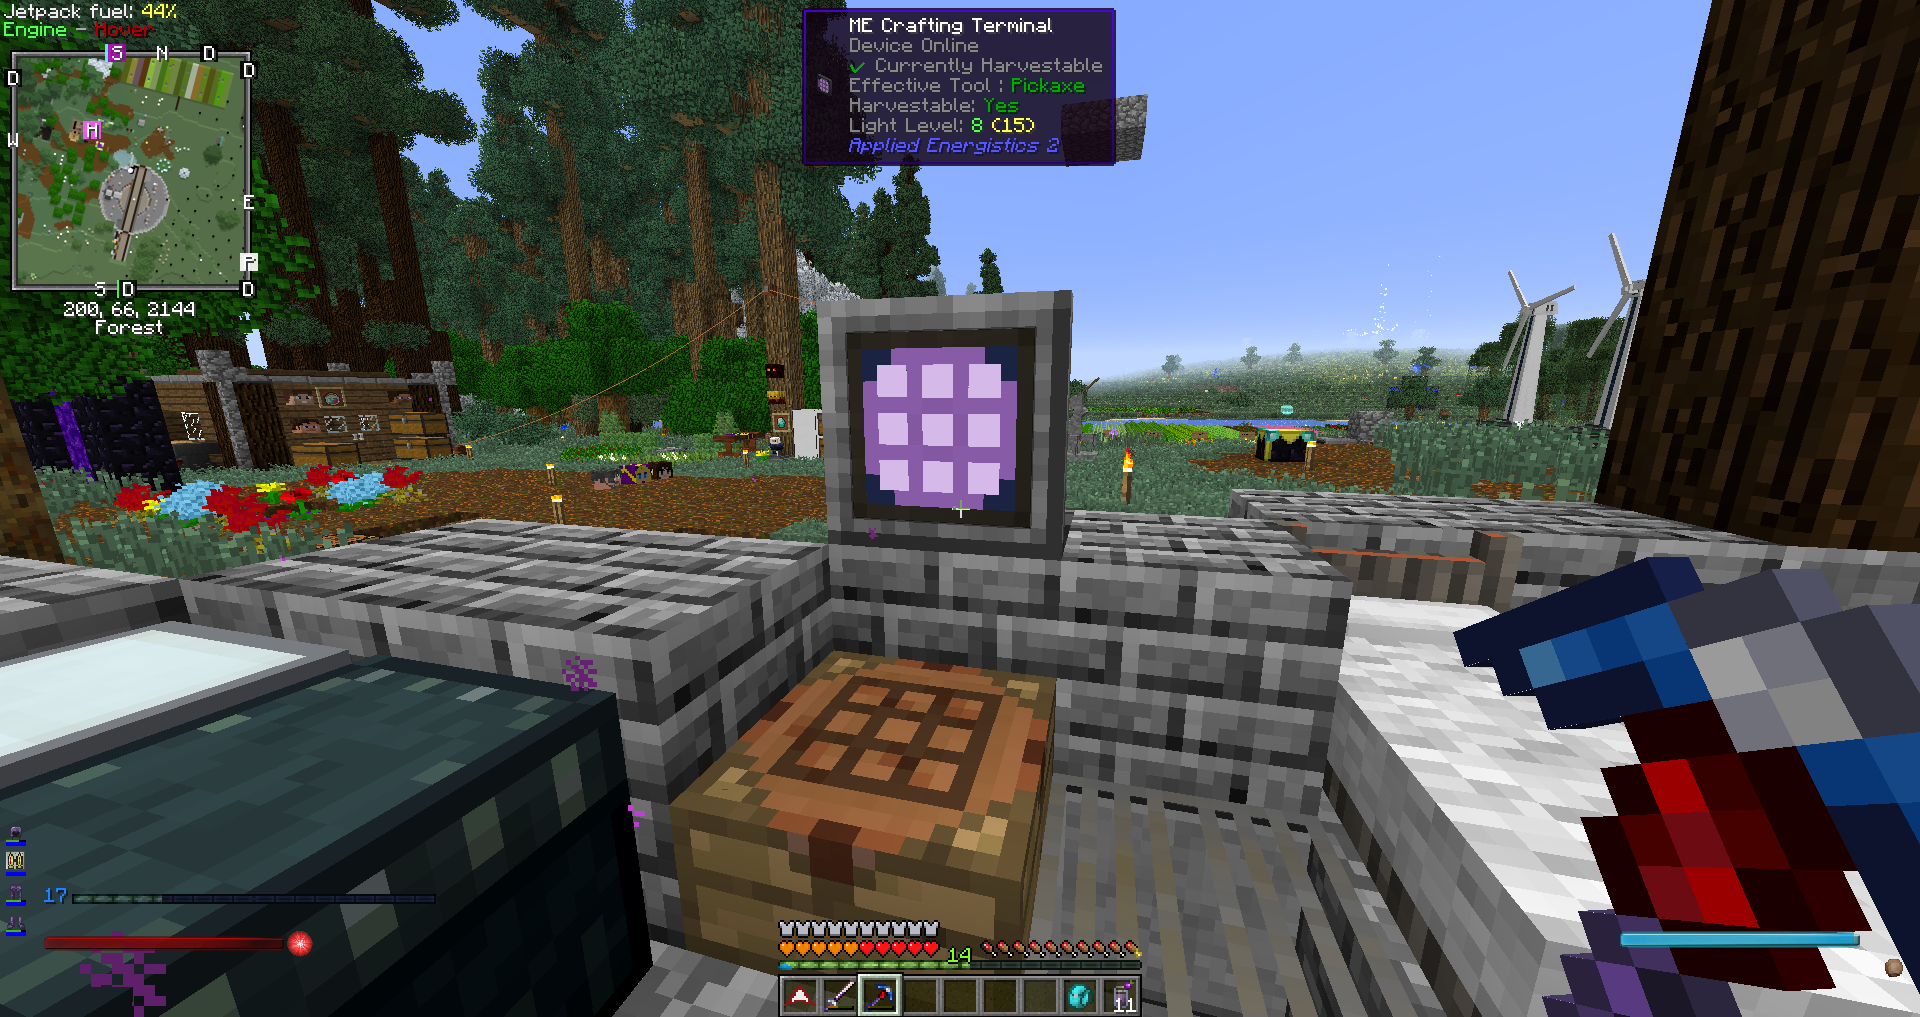 Jetpack fuel: 44%
Engine - Hover
S N D
D D
H
W
E
P
S D D
200, 66, 2144
Forest
ME Crafting Terminal
Device Online
✓ Currently Harvestable
Effective Tool : Pickaxe
Harvestable: Yes
Light Level: 8 (15)
Applied Energistics 2
17
14
11